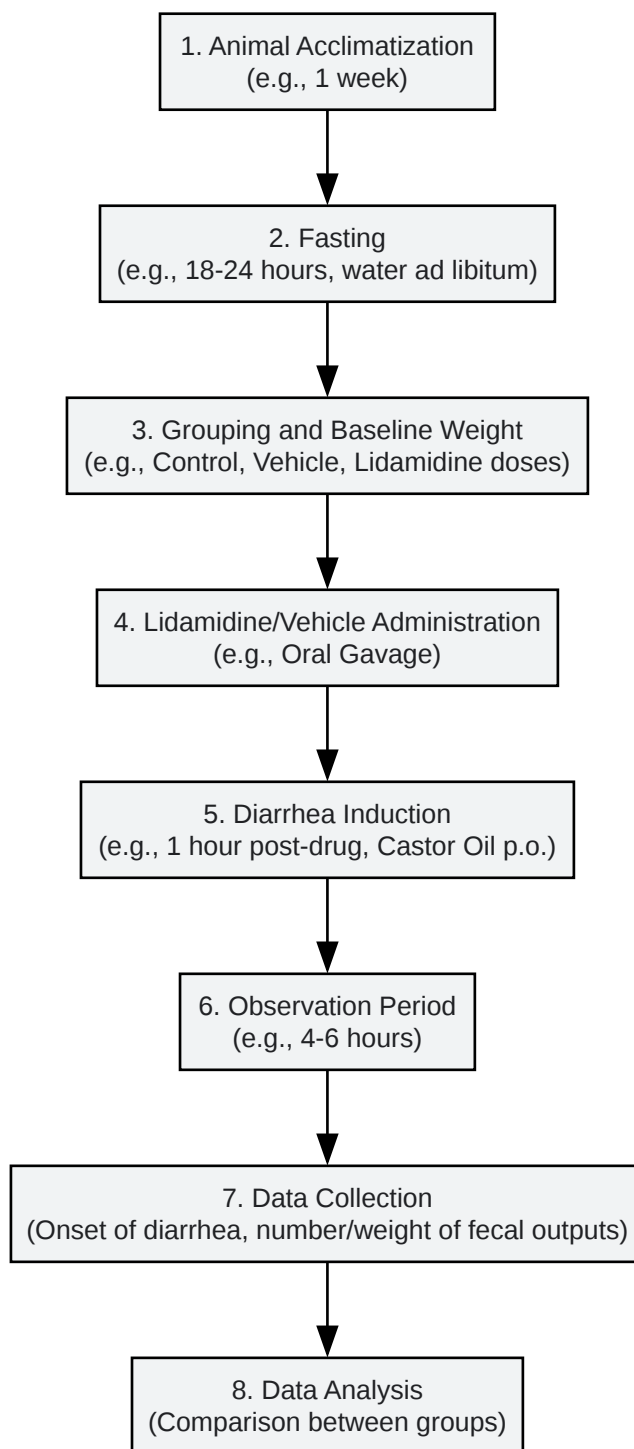 1. Animal Acclimatization
(e.g., 1 week)
2. Fasting
(e.g., 18-24 hours, water ad libitum)
3. Grouping and Baseline Weight
(e.g., Control, Vehicle, Lidamidine doses)
4. Lidamidine/Vehicle Administration
(e.g., Oral Gavage)
5. Diarrhea Induction
(e.g., 1 hour post-drug, Castor Oil p.o.)
6. Observation Period
(e.g., 4-6 hours)
7. Data Collection
(Onset of diarrhea, number/weight of fecal outputs)
8. Data Analysis
(Comparison between groups)